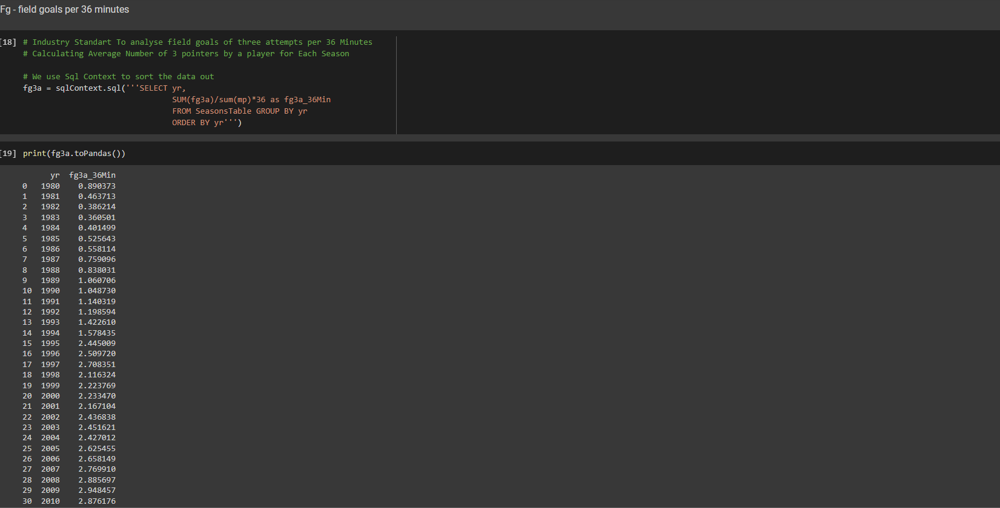 Fg - field goals per 36 minutes
[18] # Industry Standart To analyse field goals of three attempts per 36 Minutes
# Calculating Average Number of 3 pointers by a player for Each Season
# We use Sql Context to sort the data out
fg3a = sqlContext.sql('''SELECT yr,
SUM(fg3a)/sum(mp)*36 as fg3a_36Min
FROM SeasonsTable GROUP BY yr
ORDER BY yr''')
[19] print(fg3a.toPandas())
yr fg3a_36Min
0 1980 0.890373
1 1981 0.463713
2 1982 0.386214
3 1983 0.360501
4 1984 0.401499
5 1985 0.525643
6 1986 0.558114
7 1987 0.759096
8 1988 0.838031
9 1989 1.060706
10 1990 1.048730
11 1991 1.140319
12 1992 1.198594
13 1993 1.422610
14 1994 1.578435
15 1995 2.445009
16 1996 2.509720
17 1997 2.708351
18 1998 2.116324
19 1999 2.223769
20 2000 2.233470
21 2001 2.167104
22 2002 2.436838
23 2003 2.451621
24 2004 2.427012
25 2005 2.625455
26 2006 2.658149
27 2007 2.769910
28 2008 2.885697
29 2009 2.948457
30 2010 2.876176